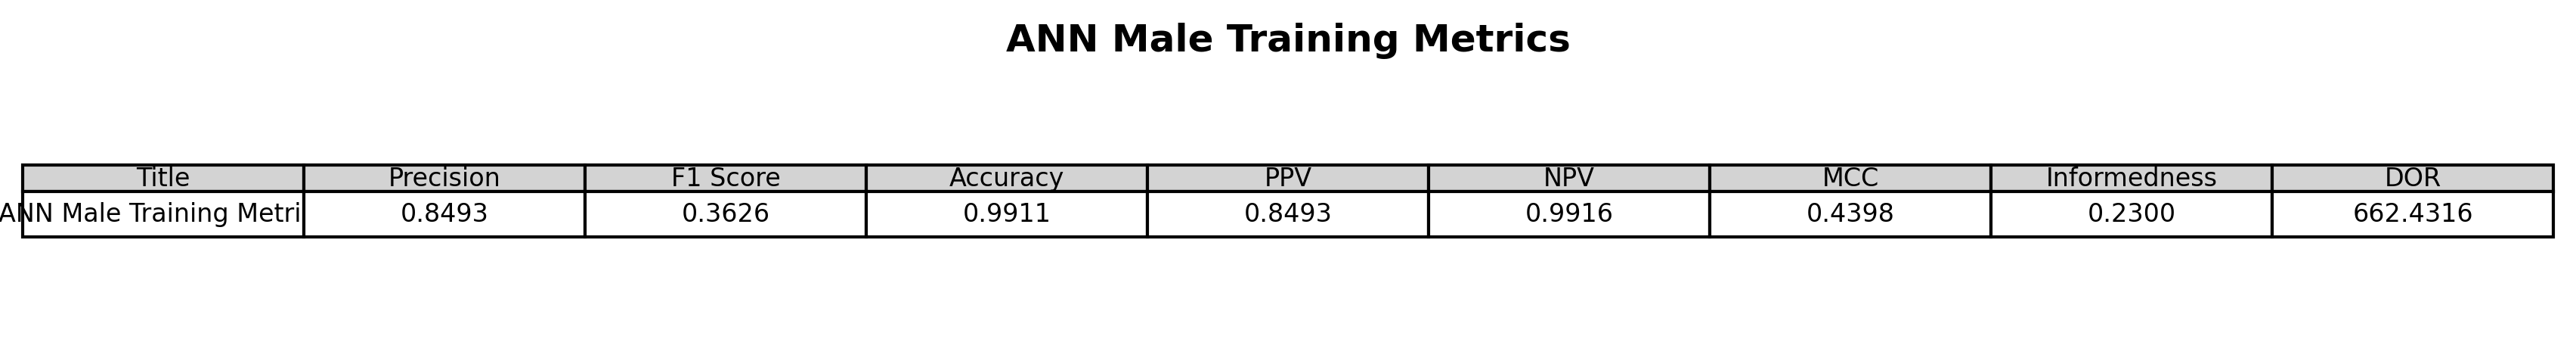 ANN Male Training Metrics
Title Precision F1 Score Accuracy PPV NPV MCC Informedness DOR
ANN Male Training Metri 0.8493 0.3626 0.9911 0.8493 0.9916 0.4398 0.2300 662.4316